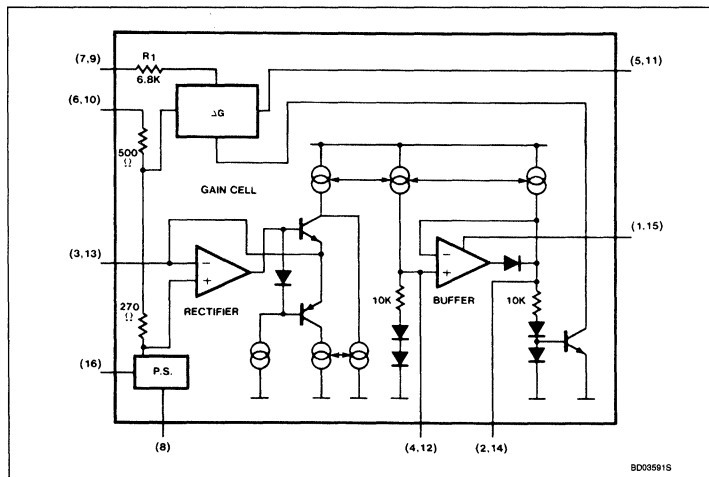 (7,9)
R1
6.8K
(5,11)
(6,10)
ΔG
500
Ω
GAIN CELL
(1,15)
(3,13)
−
+
RECTIFIER
−
+
BUFFER
10K
10K
270
Ω
(16)
P.S.
(8)
(4,12)
(2,14)
BD03591S